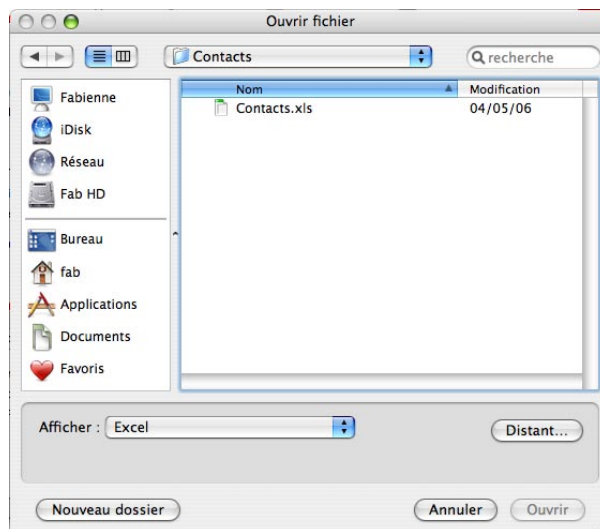 Ouvrir fichier
Contacts
recherche
Fabienne
iDisk
Réseau
Fab HD
Bureau
fab
Applications
Documents
Favoris
Nom Modification
Contacts.xls 04/05/06
Afficher : Excel
Distant...
Nouveau dossier
Annuler
Ouvrir